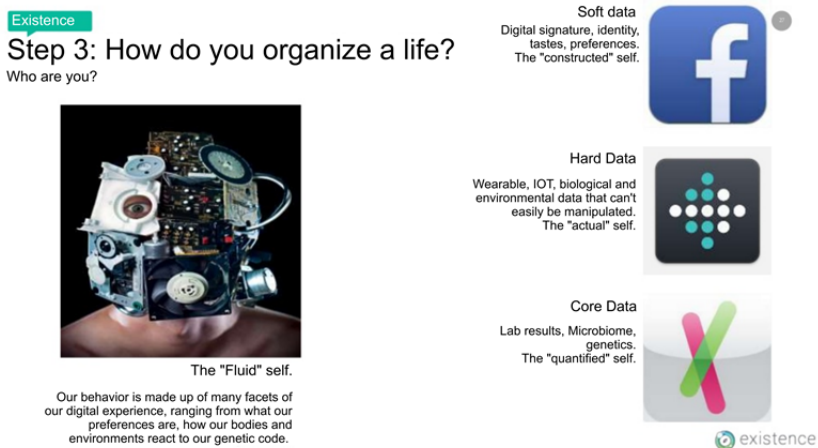 Existence
Step 3: How do you organize a life?
Who are you?
The "Fluid" self.
Our behavior is made up of many facets of
our digital experience, ranging from what our
preferences are, how our bodies and
environments react to our genetic code.
Soft data
Digital signature, identity,
tastes, preferences.
The "constructed" self.
Hard Data
Wearable, IOT, biological and
environmental data that can't
easily be manipulated.
The "actual" self.
Core Data
Lab results, Microbiome,
genetics.
The "quantified" self.
existence